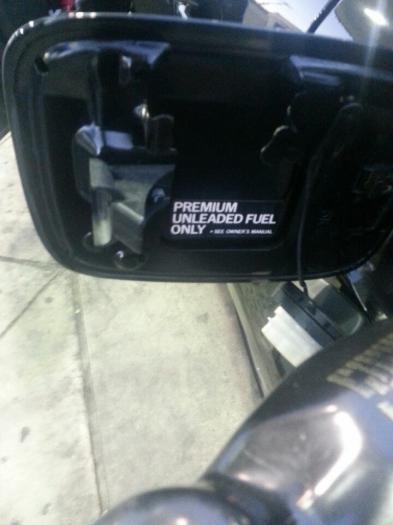 PREMIUM
UNLEADED FUEL
ONLY • SEE OWNER'S MANUAL